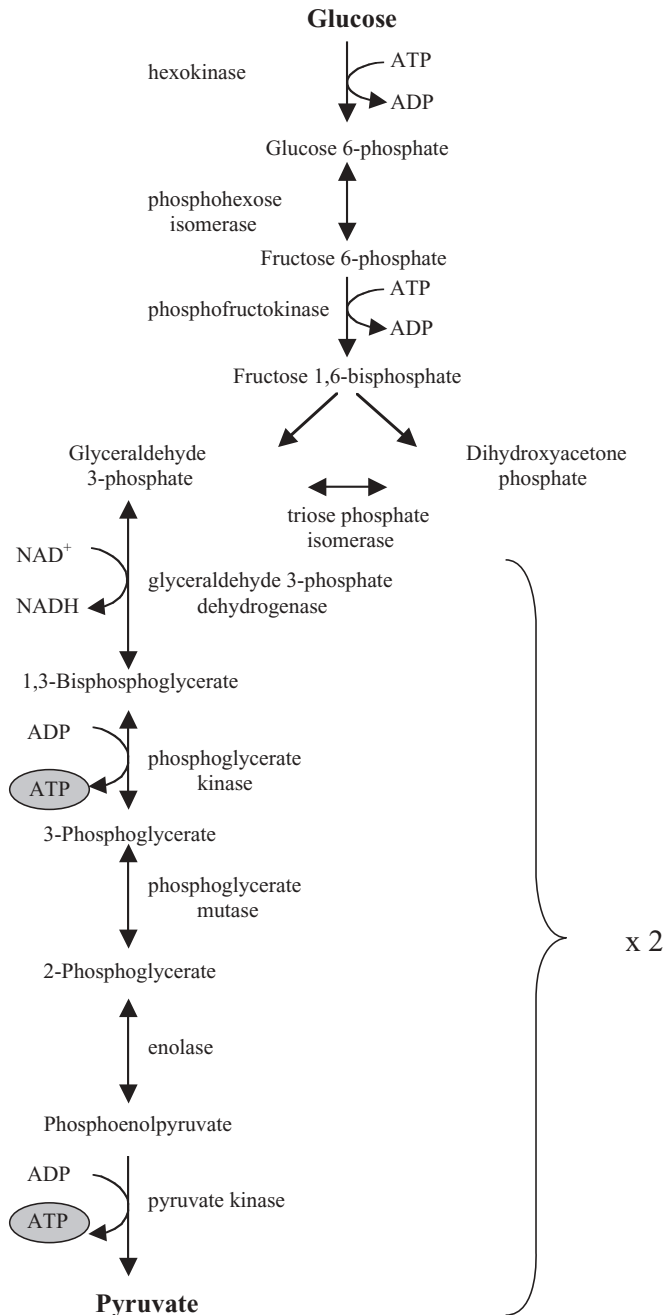 Glucose
hexokinase
ATP
ADP
Glucose 6-phosphate
phosphohexose
isomerase
Fructose 6-phosphate
phosphofructokinase
ATP
ADP
Fructose 1,6-bisphosphate
Glyceraldehyde
3-phosphate
Dihydroxyacetone
phosphate
triose phosphate
isomerase
NAD⁺
NADH
glyceraldehyde 3-phosphate
dehydrogenase
1,3-Bisphosphoglycerate
ADP
ATP
phosphoglycerate
kinase
3-Phosphoglycerate
phosphoglycerate
mutase
x 2
2-Phosphoglycerate
enolase
Phosphoenolpyruvate
ADP
ATP
pyruvate kinase
Pyruvate